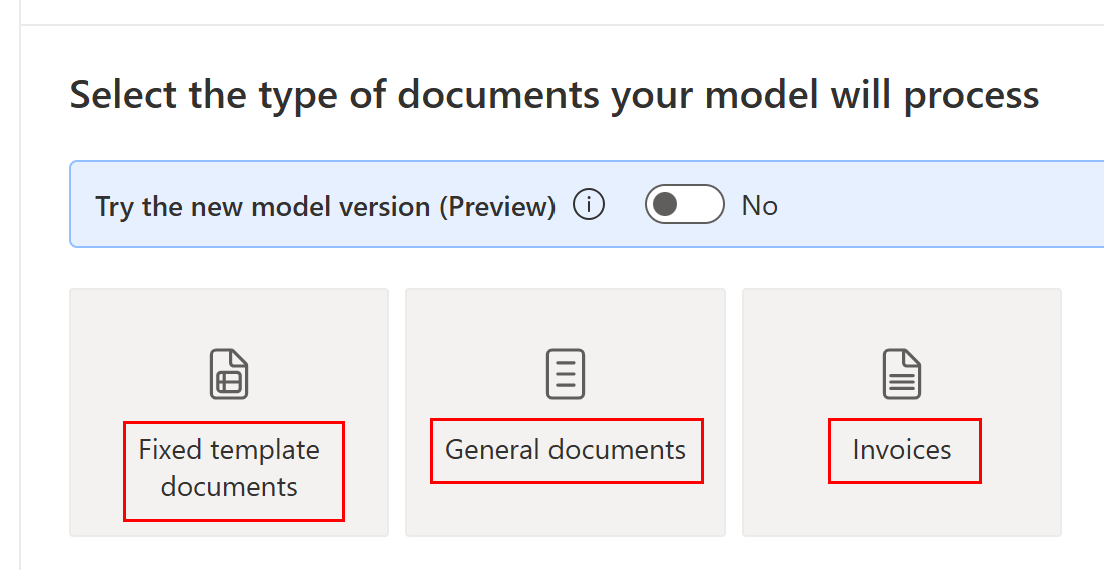 Select the type of documents your model will process
Try the new model version (Preview)
No
Fixed template
documents
General documents
Invoices